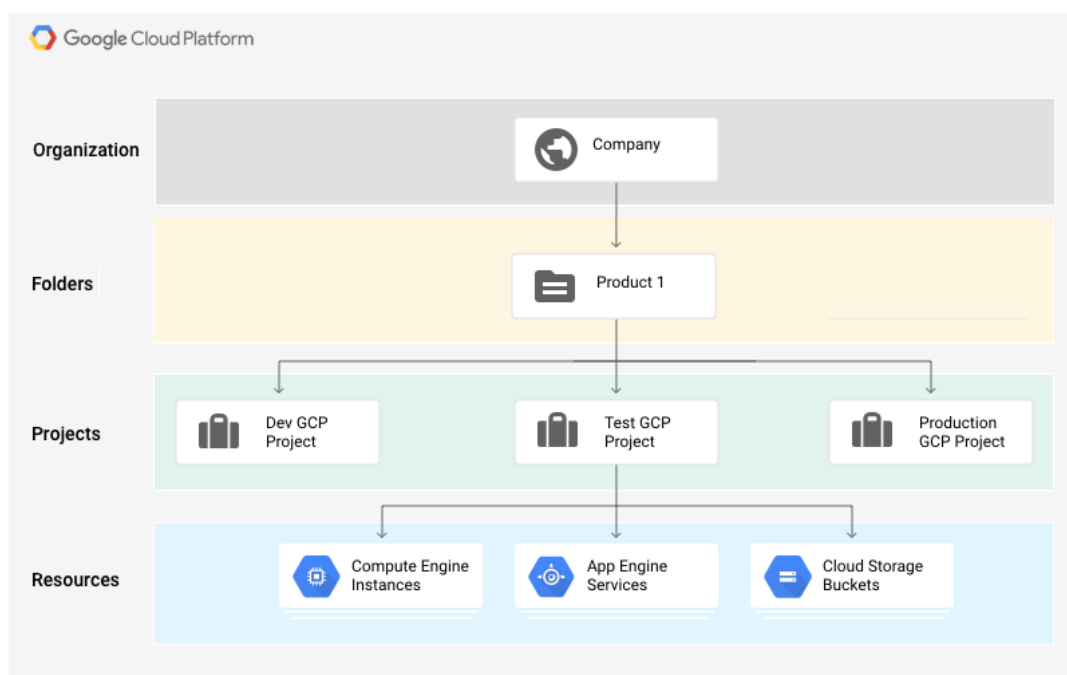 Google Cloud Platform
Organization
Company
Folders
Product 1
Projects
Dev GCP
Project
Test GCP
Project
Production
GCP Project
Resources
Compute Engine
Instances
App Engine
Services
Cloud Storage
Buckets